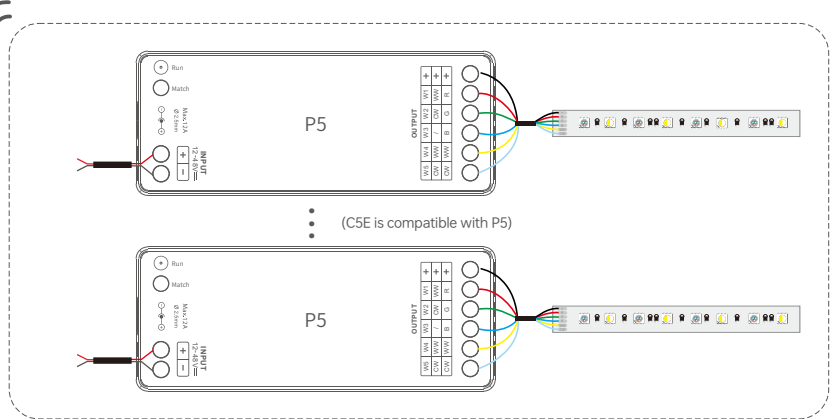 Run
Match
Max.12A
Ø 2.5mm
INPUT
12-48V
+
−
P5
OUTPUT
+ + +
W1 WW R
W2 CW G
W3 / B
W4 WW WW
W5 CW CW
(C5E is compatible with P5)
Run
Match
Max.12A
Ø 2.5mm
INPUT
12-48V
+
−
P5
OUTPUT
+ + +
W1 WW R
W2 CW G
W3 / B
W4 WW WW
W5 CW CW